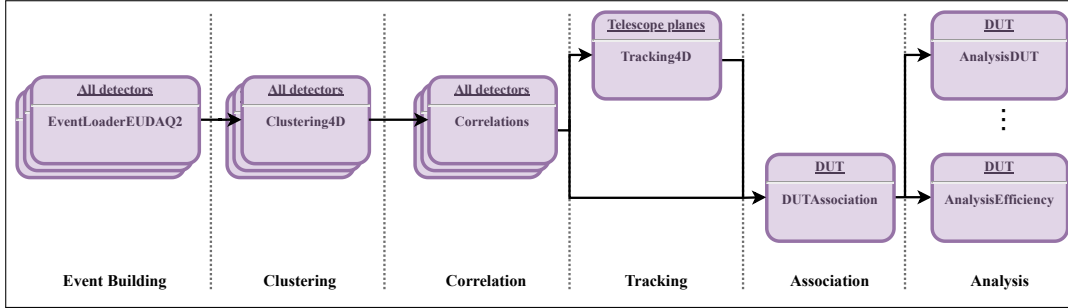 All detectors
EventLoaderEUDAQ2
All detectors
Clustering4D
All detectors
Correlations
Telescope planes
Tracking4D
DUT
DUTAssociation
DUT
AnalysisDUT
⋮
DUT
AnalysisEfficiency
Event Building
Clustering
Correlation
Tracking
Association
Analysis